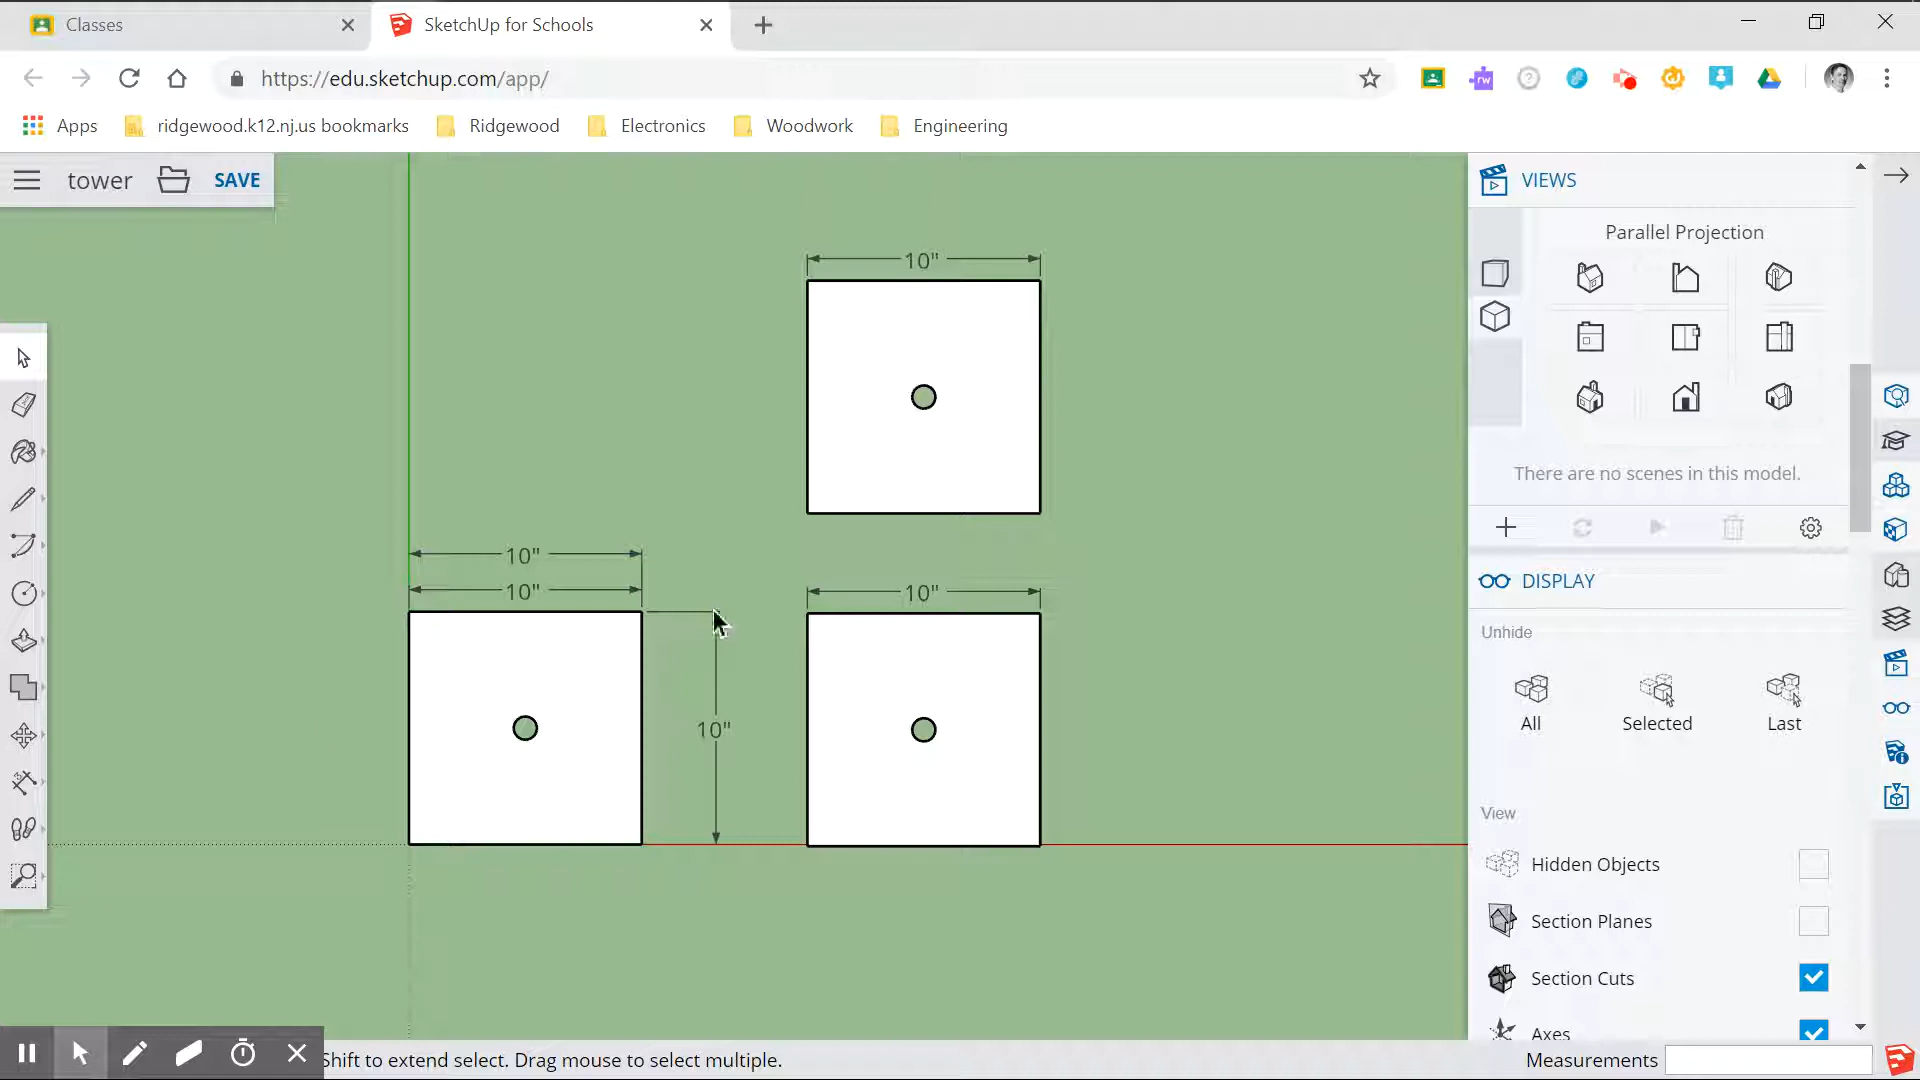 Classes
SketchUp for Schools
https://edu.sketchup.com/app/
Apps
ridgewood.k12.nj.us bookmarks
Ridgewood
Electronics
Woodwork
Engineering
tower
SAVE
VIEWS
Parallel Projection
10"
There are no scenes in this model.
10"
10"
10"
DISPLAY
Unhide
All
Selected
Last
10"
View
Hidden Objects
Section Planes
Section Cuts
Axes
Shift to extend select. Drag mouse to select multiple.
Measurements